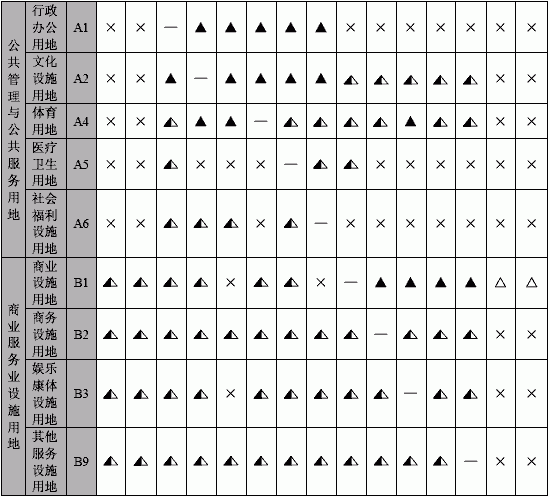 公共管理与公共服务用地
行政
办公
用地
A1 × × — ▲ ▲ ▲ ▲ ▲ × × × × × × ×
文化
设施
用地
A2 × × ▲ — ▲ ▲ ▲ ▲ ◭ ◭ ◭ ◭ ◭ × ×
体育
用地
A4 × × ◭ ▲ ▲ — ◭ ◭ ◭ ◭ ▲ ◭ ◭ × ×
医疗
卫生
用地
A5 × × ◭ × × × — ◭ ◭ × × × × × ×
社会
福利
设施
用地
A6 × × ◭ ◭ ◭ × ◭ — × × × × × × ×
商业服务业设施用地
商业
设施
用地
B1 ◭ ◭ ◭ ◭ × ◭ ◭ × — ▲ ▲ ▲ ▲ △ △
商务
设施
用地
B2 ◭ ◭ ◭ ◭ ◭ ◭ ◭ ◭ ◭ — ◭ ◭ ◭ × ×
娱乐
康体
设施
用地
B3 ◭ ◭ ◭ ◭ × ◭ ◭ ◭ ◭ ◭ — ◭ ◭ × ×
其他
服务
设施
用地
B9 ◭ ◭ ◭ ◭ ◭ ◭ ◭ ◭ ◭ ◭ ◭ ◭ — × ×